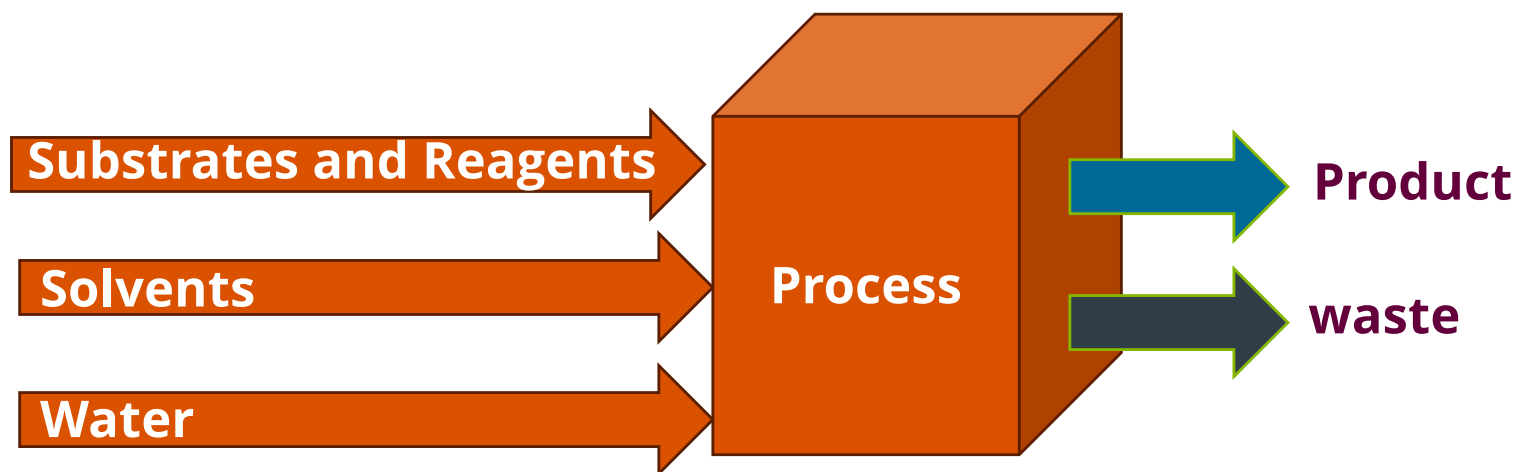 Substrates and Reagents
Solvents
Water
Process
Product
waste